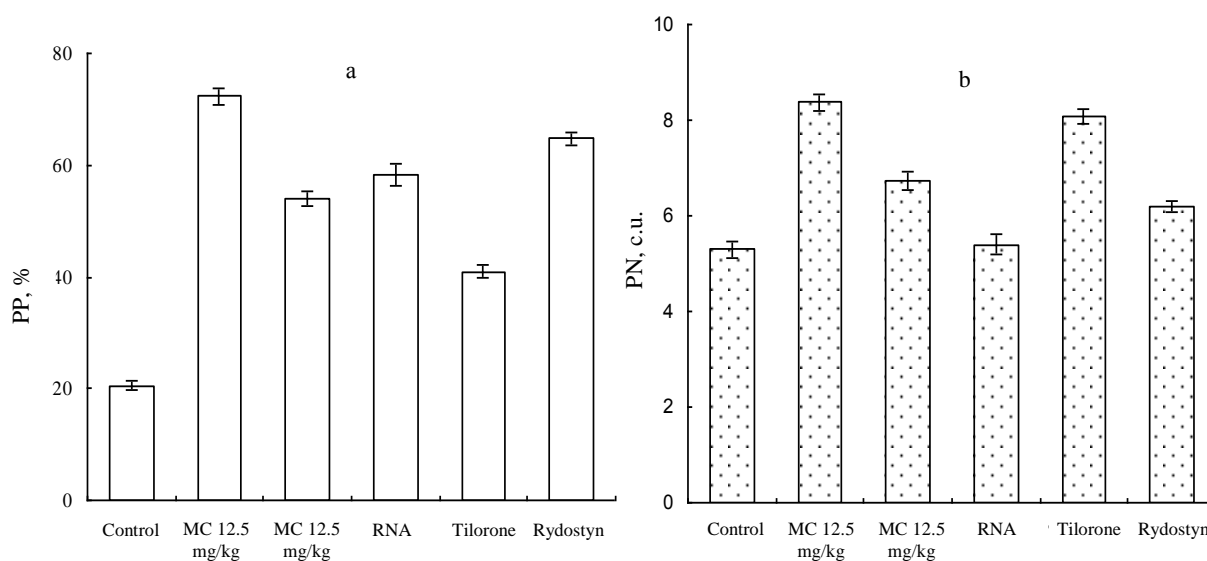 a
PP, %
80
60
40
20
0
Control
MC 12.5
mg/kg
MC 12.5
mg/kg
RNA
Tilorone
Rydostyn
b
PN, c.u.
10
8
6
4
2
0
Control
MC 12.5
mg/kg
MC 12.5
mg/kg
RNA
Tilorone
Rydostyn